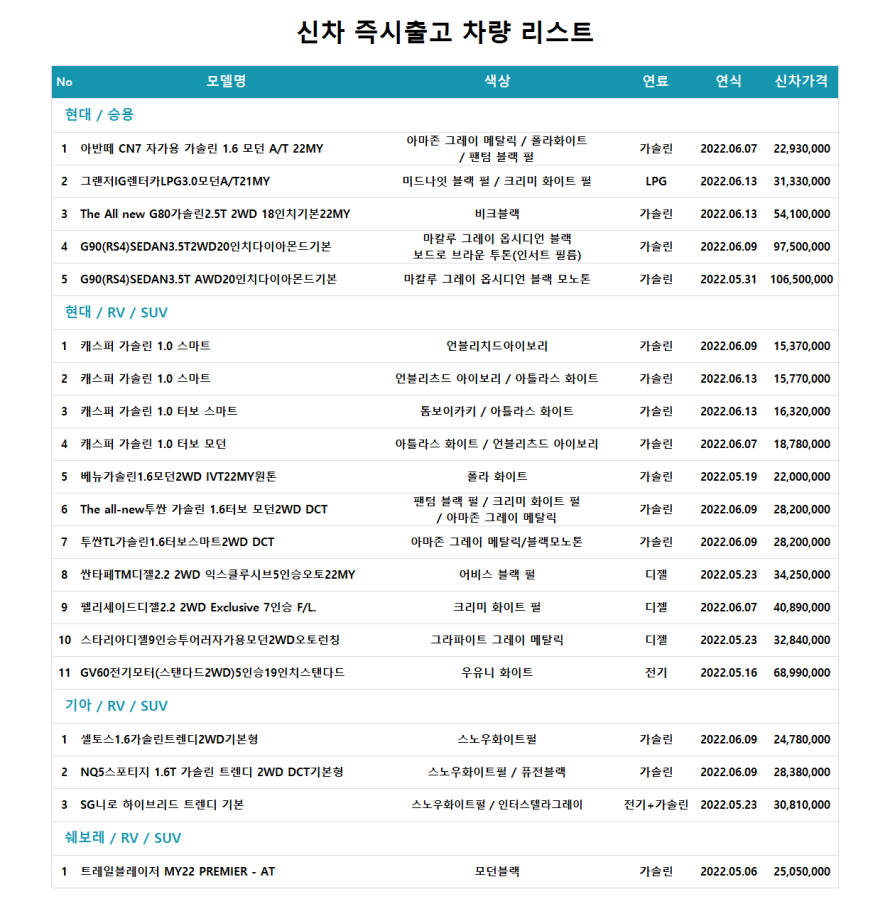 신차 즉시출고 차량 리스트
No 모델명 색상 연료 연식 신차가격
현대 / 승용
1 아반떼 CN7 자가용 가솔린 1.6 모던 A/T 22MY 아마존 그레이 메탈릭 / 폴라화이트 / 팬텀 블랙 펄 가솔린 2022.06.07 22,930,000
2 그랜저IG렌터카LPG3.0모던A/T21MY 미드나잇 블랙 펄 / 크리미 화이트 펄 LPG 2022.06.13 31,330,000
3 The All new G80가솔린2.5T 2WD 18인치기본22MY 비크블랙 가솔린 2022.06.13 54,100,000
4 G90(RS4)SEDAN3.5T2WD20인치다이아몬드기본 마칼루 그레이 옵시디언 블랙 보드로 브라운 투톤(인서트 필름) 가솔린 2022.06.09 97,500,000
5 G90(RS4)SEDAN3.5T AWD20인치다이아몬드기본 마칼루 그레이 옵시디언 블랙 모노톤 가솔린 2022.05.31 106,500,000
현대 / RV / SUV
1 캐스퍼 가솔린 1.0 스마트 언블리치드아이보리 가솔린 2022.06.09 15,370,000
2 캐스퍼 가솔린 1.0 스마트 언블리츠드 아이보리 / 아틀라스 화이트 가솔린 2022.06.13 15,770,000
3 캐스퍼 가솔린 1.0 터보 스마트 톰보이카키 / 아틀라스 화이트 가솔린 2022.06.13 16,320,000
4 캐스퍼 가솔린 1.0 터보 모던 아틀라스 화이트 / 언블리츠드 아이보리 가솔린 2022.06.07 18,780,000
5 베뉴가솔린1.6모던2WD IVT22MY원톤 폴라 화이트 가솔린 2022.05.19 22,000,000
6 The all-new투싼 가솔린 1.6터보 모던2WD DCT 팬텀 블랙 펄 / 크리미 화이트 펄 / 아마존 그레이 메탈릭 가솔린 2022.06.09 28,200,000
7 투싼TL가솔린1.6터보스마트2WD DCT 아마존 그레이 메탈릭/블랙모노톤 가솔린 2022.06.09 28,200,000
8 싼타페TM디젤2.2 2WD 익스클루시브5인승오토22MY 어비스 블랙 펄 디젤 2022.05.23 34,250,000
9 펠리세이드디젤2.2 2WD Exclusive 7인승 F/L. 크리미 화이트 펄 디젤 2022.06.07 40,890,000
10 스타리아디젤9인승투어러자가용모던2WD오토런칭 그라파이트 그레이 메탈릭 디젤 2022.05.23 32,840,000
11 GV60전기모터(스탠다드2WD)5인승19인치스탠다드 우유니 화이트 전기 2022.05.16 68,990,000
기아 / RV / SUV
1 셀토스1.6가솔린트렌디2WD기본형 스노우화이트펄 가솔린 2022.06.09 24,780,000
2 NQ5스포티지 1.6T 가솔린 트렌디 2WD DCT기본형 스노우화이트펄 / 퓨전블랙 가솔린 2022.06.09 28,380,000
3 SG니로 하이브리드 트렌디 기본 스노우화이트펄 / 인터스텔라그레이 전기+가솔린 2022.05.23 30,810,000
쉐보레 / RV / SUV
1 트레일블레이저 MY22 PREMIER - AT 모던블랙 가솔린 2022.05.06 25,050,000